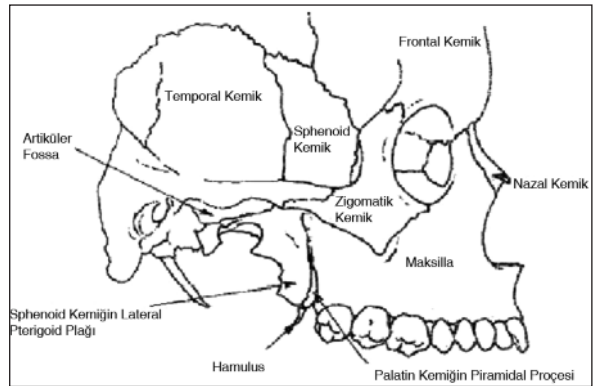 Frontal Kemik
Temporal Kemik
Sphenoid
Kemik
Artiküler
Fossa
Nazal Kemik
Zigomatik
Kemik
Maksilla
Sphenoid Kemiğin Lateral
Pterigoid Plağı
Hamulus
Palatin Kemiğin Piramidal Proçesi